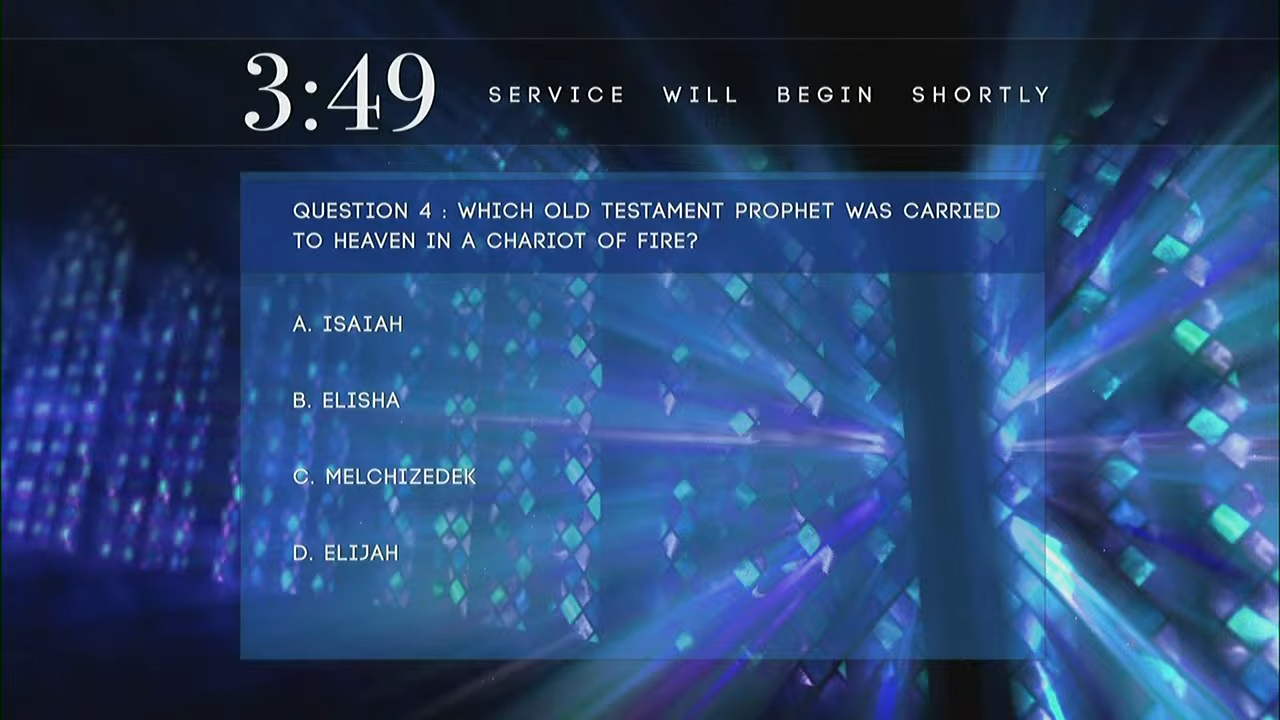 3:49 SERVICE WILL BEGIN SHORTLY
QUESTION 4 : WHICH OLD TESTAMENT PROPHET WAS CARRIED
TO HEAVEN IN A CHARIOT OF FIRE?
A. ISAIAH
B. ELISHA
C. MELCHIZEDEK
D. ELIJAH